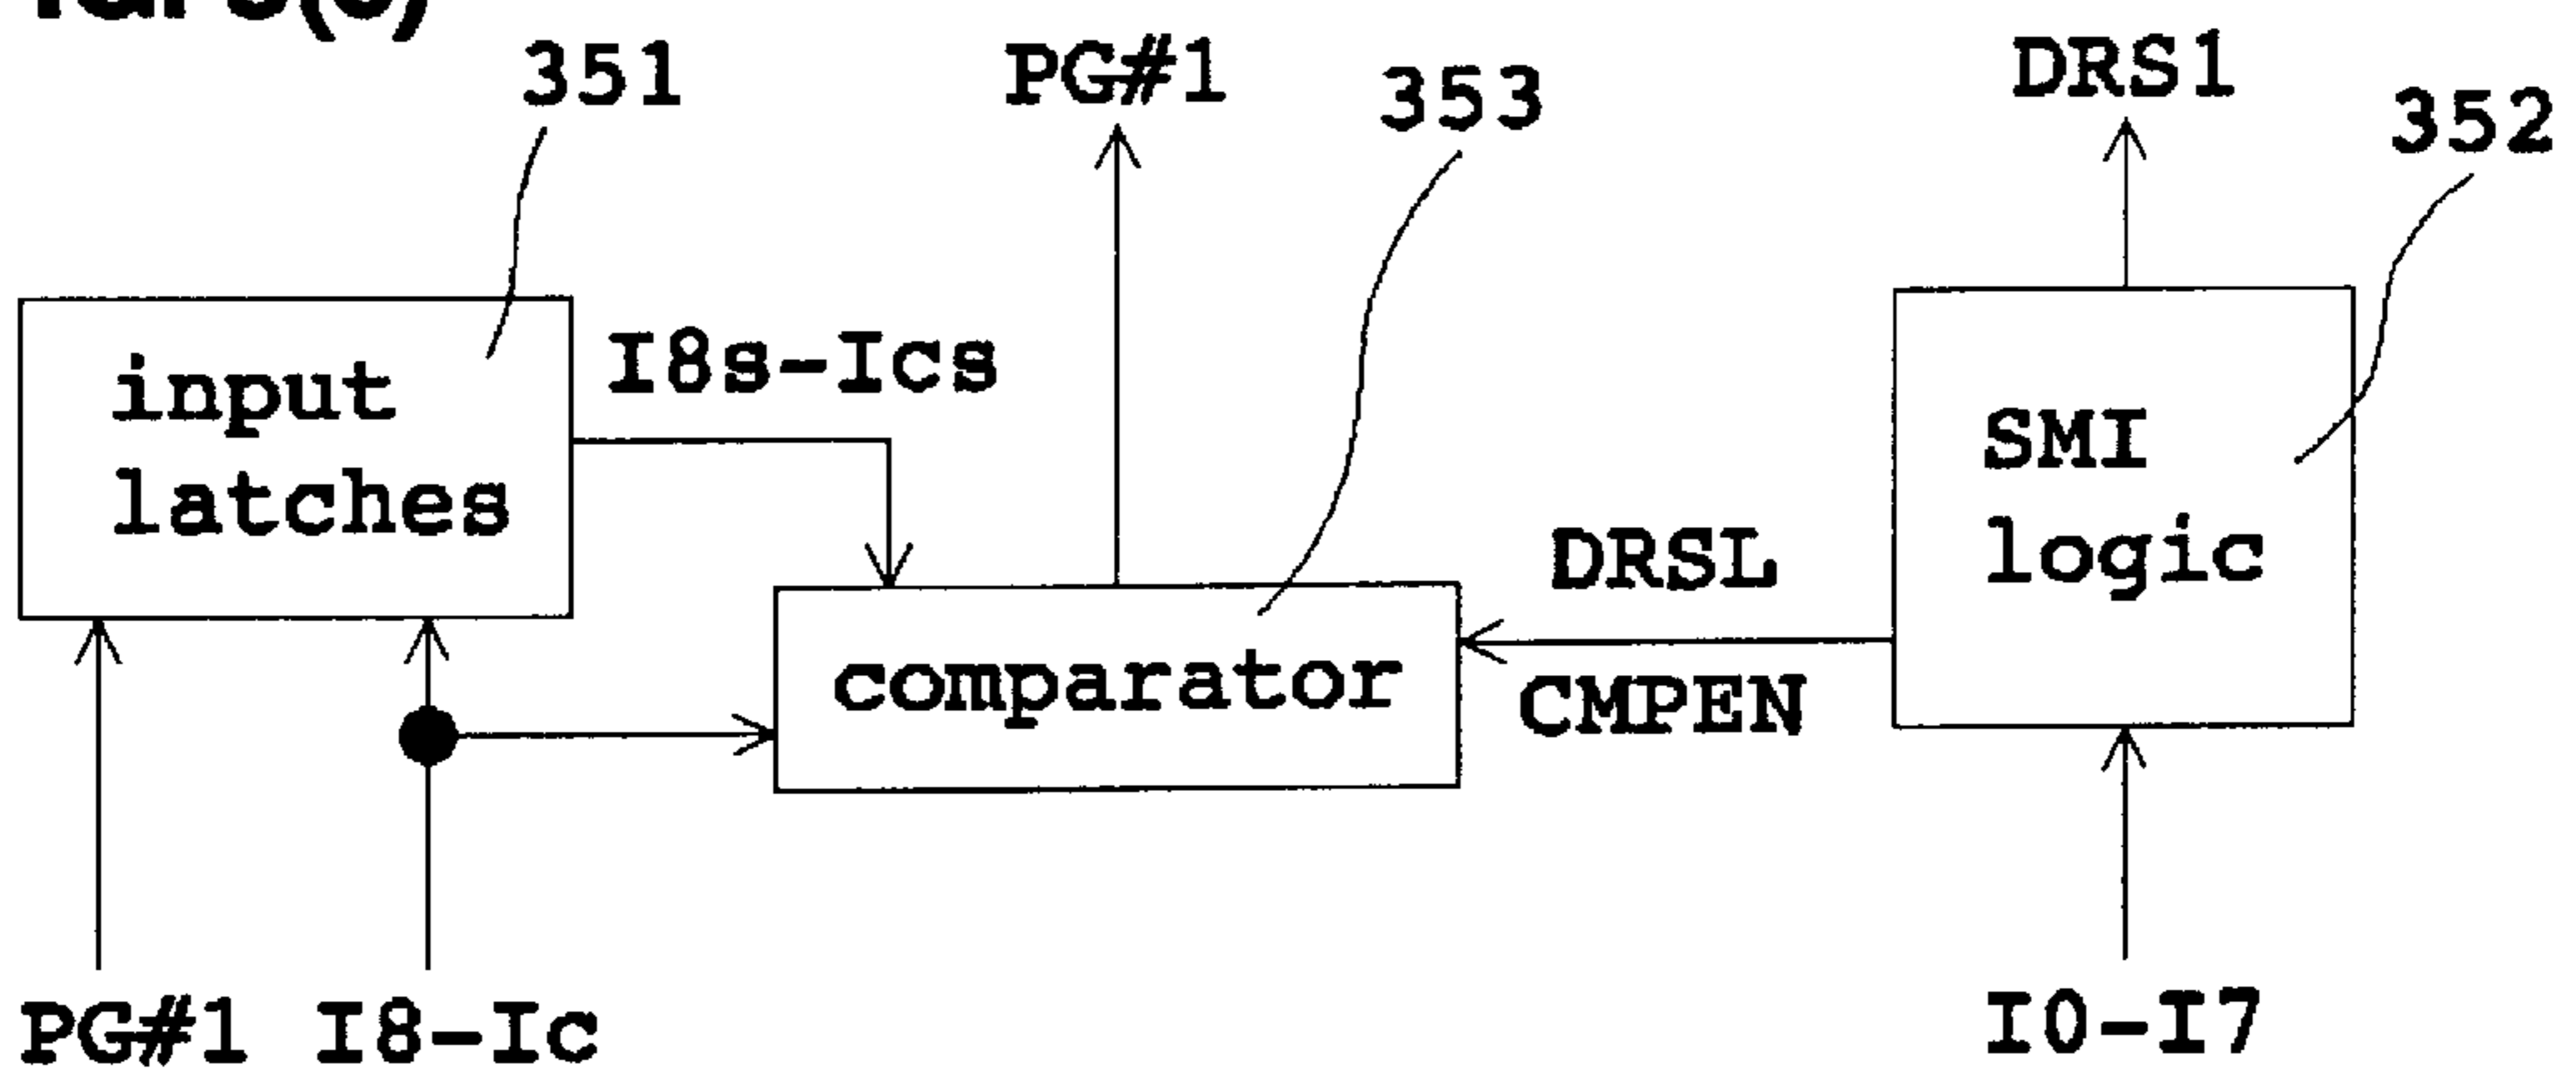 351
PG#1
353
DRS1
352
input
latches
I8s-Ics
comparator
DRSL
CMPEN
SMI
logic
PG#1
I8-Ic
I0-I7